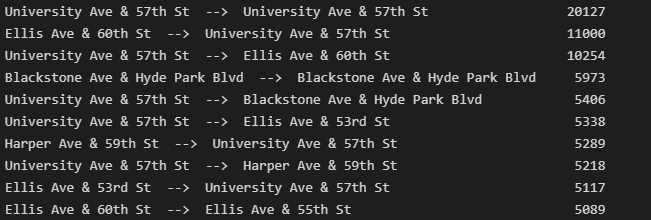 University Ave & 57th St  -->  University Ave & 57th St  20127
Ellis Ave & 60th St  -->  University Ave & 57th St  11000
University Ave & 57th St  -->  Ellis Ave & 60th St  10254
Blackstone Ave & Hyde Park Blvd  -->  Blackstone Ave & Hyde Park Blvd  5973
University Ave & 57th St  -->  Blackstone Ave & Hyde Park Blvd  5406
University Ave & 57th St  -->  Ellis Ave & 53rd St  5338
Harper Ave & 59th St  -->  University Ave & 57th St  5289
University Ave & 57th St  -->  Harper Ave & 59th St  5218
Ellis Ave & 53rd St  -->  University Ave & 57th St  5117
Ellis Ave & 60th St  -->  Ellis Ave & 55th St  5089